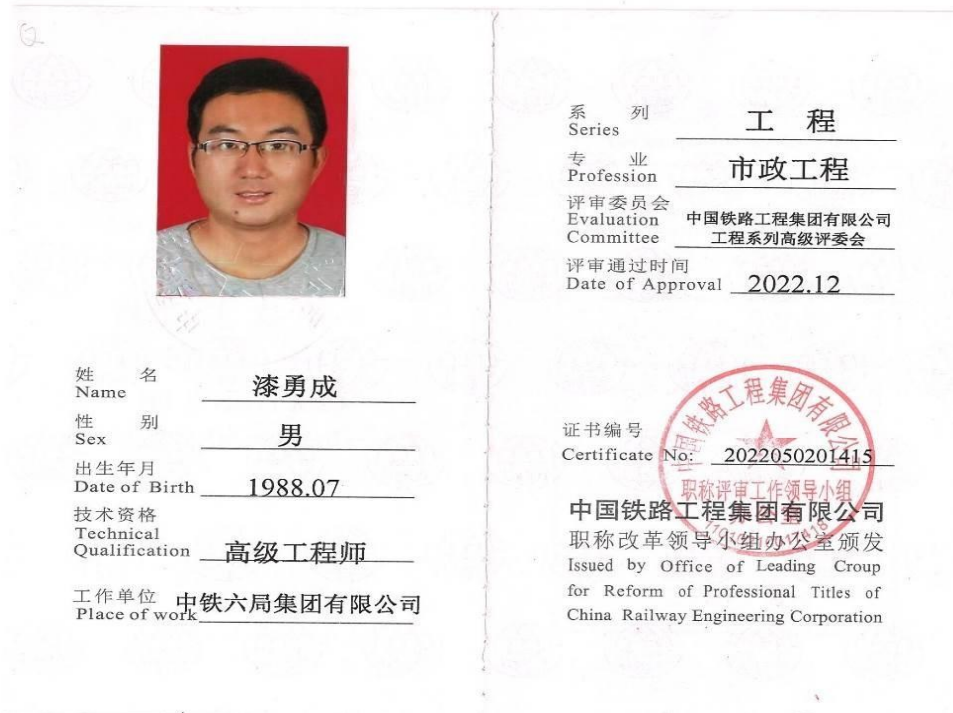 姓 名
Name 漆勇成
性 别
Sex 男
出生年月
Date of Birth 1988.07
技术资格
Technical
Qualification 高级工程师
工作单位
Place of work 中铁六局集团有限公司
系 列
Series 工 程
专 业
Profession 市政工程
评审委员会
Evaluation
Committee 中国铁路工程集团有限公司
工程系列高级评委会
评审通过时间
Date of Approval 2022.12
中国铁路工程集团有限公司
职称评审工作领导小组
办公室
证书编号
Certificate No: 2022050201415
中国铁路工程集团有限公司
职称改革领导小组办公室颁发
Issued by Office of Leading Croup
for Reform of Professional Titles of
China Railway Engineering Corporation